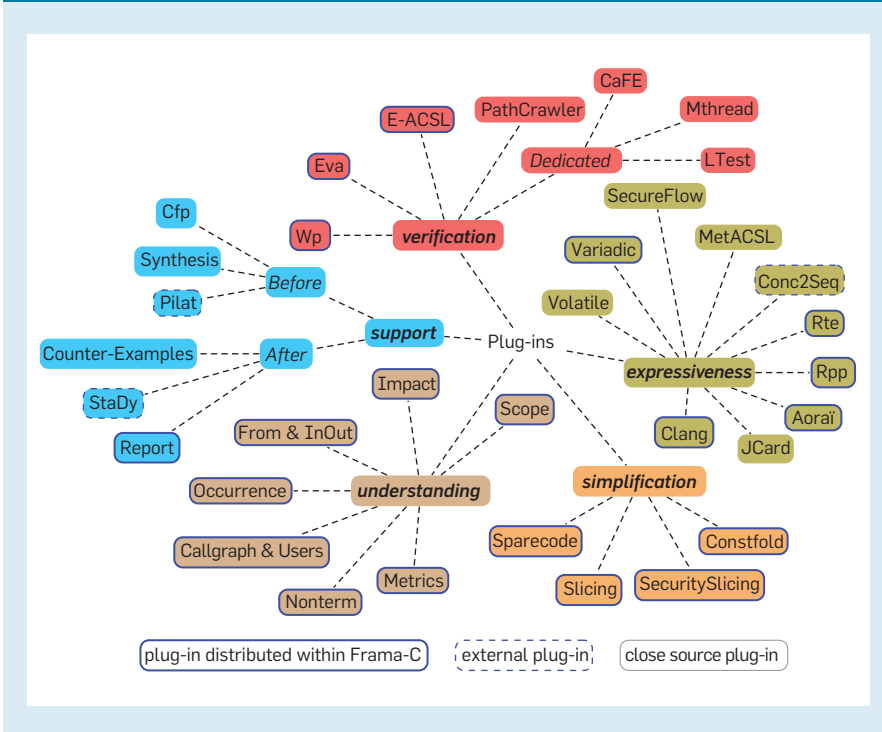 CaFE
PathCrawler
Mthread
E-ACSL
Dedicated
LTest
Eva
SecureFlow
Cfp
Wp
verification
MetACSL
Variadic
Synthesis
Before
Conc2Seq
Pilat
Volatile
Rte
support
Plug-ins
Counter-Examples
After
expressiveness
Rpp
Impact
StaDy
Scope
Aoraï
From & InOut
Clang
Report
JCard
Occurrence
understanding
simplification
Sparecode
Constfold
Callgraph & Users
Metrics
SecuritySlicing
Slicing
Nonterm
plug-in distributed within Frama-C
external plug-in
close source plug-in